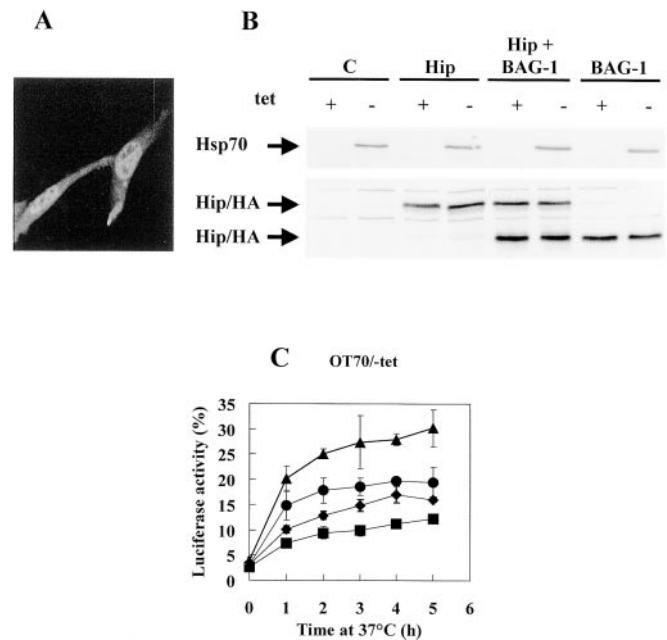 A
B
Hip +
C Hip BAG-1 BAG-1
tet + - + - + - + -
Hsp70
Hip/HA
Hip/HA
C OT70/-tet
Luciferase activity (%)
35
30
25
20
15
10
5
0
0 1 2 3 4 5 6
Time at 37°C (h)